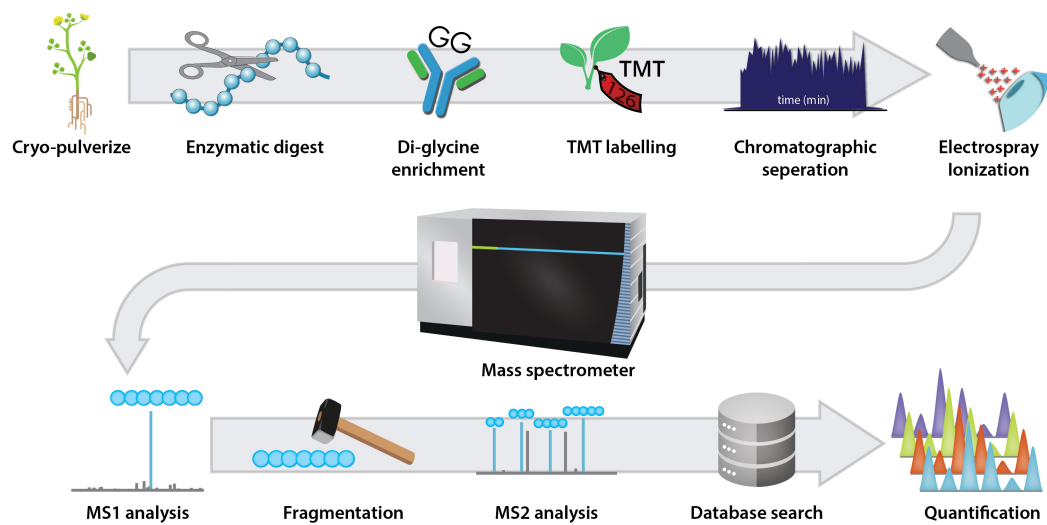 GG
TMT
126
time (min)
Cryo-pulverize
Enzymatic digest
Di-glycine
enrichment
TMT labelling
Chromatographic
seperation
Electrospray
Ionization
Mass spectrometer
MS1 analysis
Fragmentation
MS2 analysis
Database search
Quantification